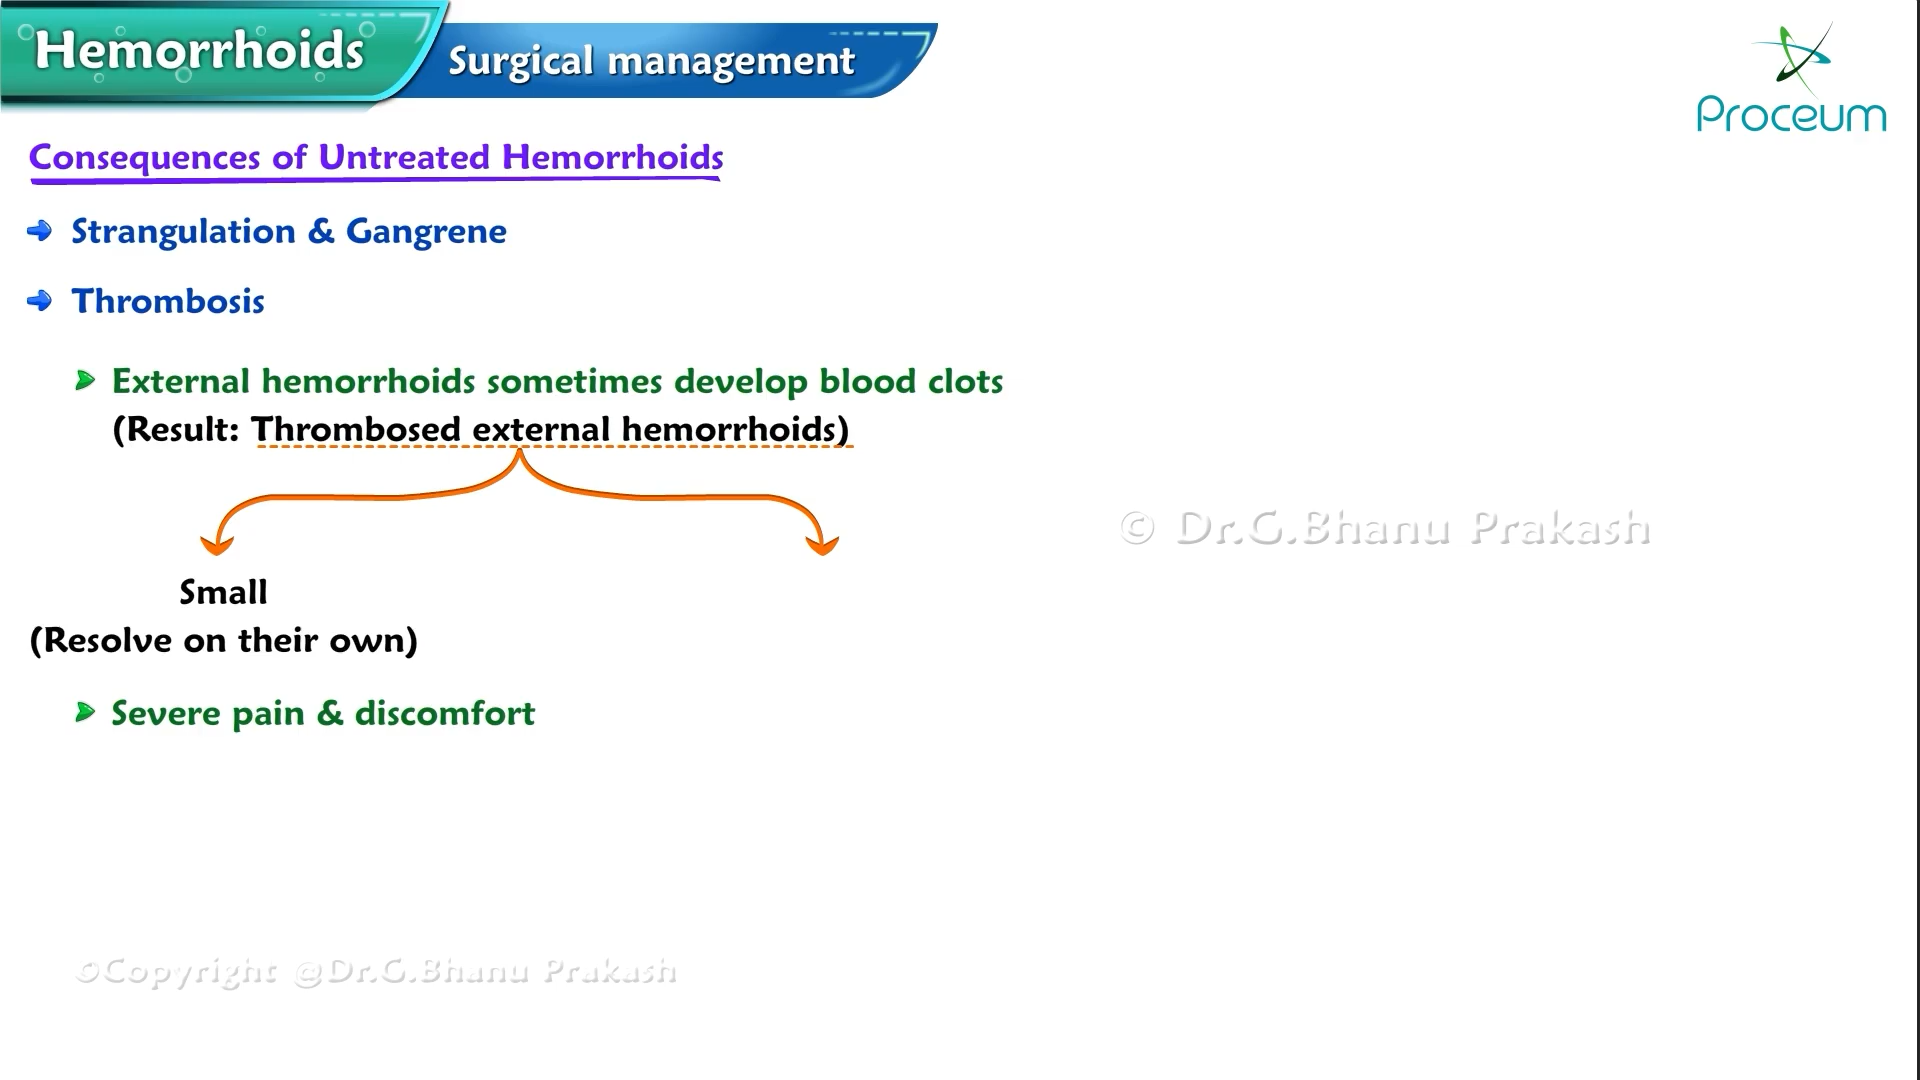 Hemorrhoids
Surgical management
Proceum
Consequences of Untreated Hemorrhoids
Strangulation & Gangrene
Thrombosis
External hemorrhoids sometimes develop blood clots
(Result: Thrombosed external hemorrhoids)
© Dr.G.Bhanu Prakash
Small
(Resolve on their own)
Severe pain & discomfort
©Copyright @Dr.G.Bhanu Prakash